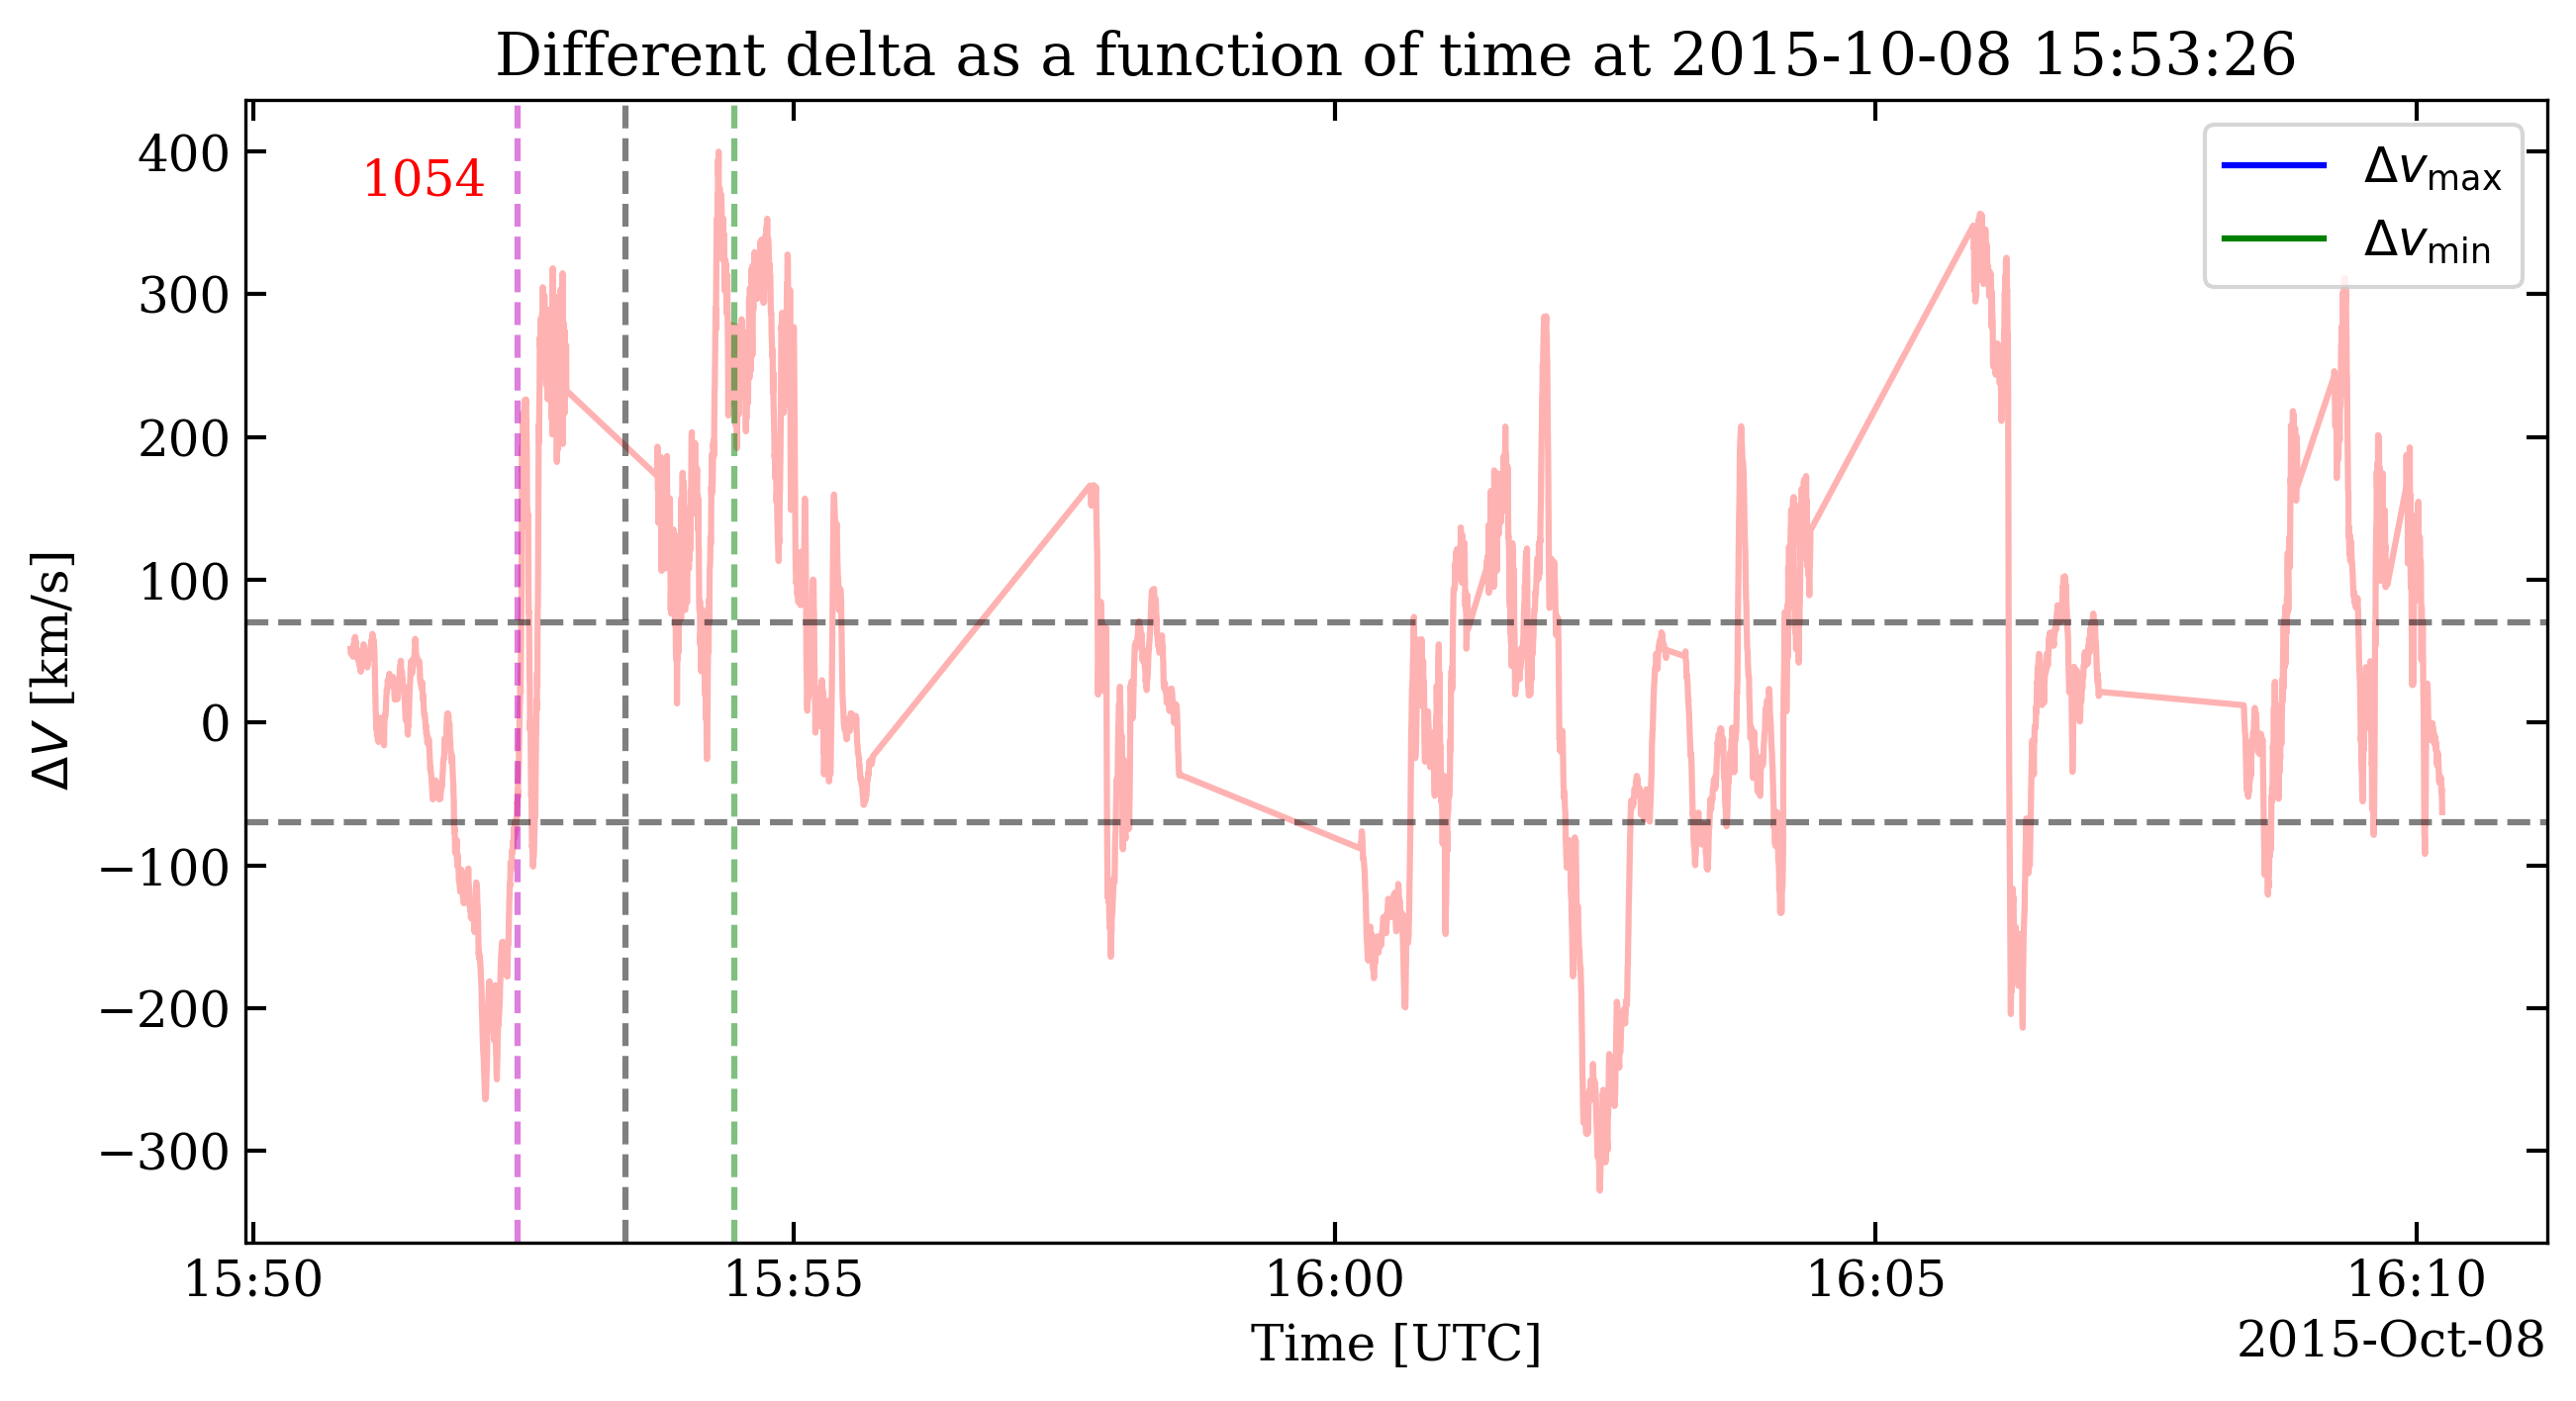 Different delta as a function of time at 2015-10-08 15:53:26
1054
Δv_max
Δv_min
400
300
200
100
0
−100
−200
−300
ΔV [km/s]
15:50 15:55 16:00 16:05 16:10
Time [UTC]
2015-Oct-08